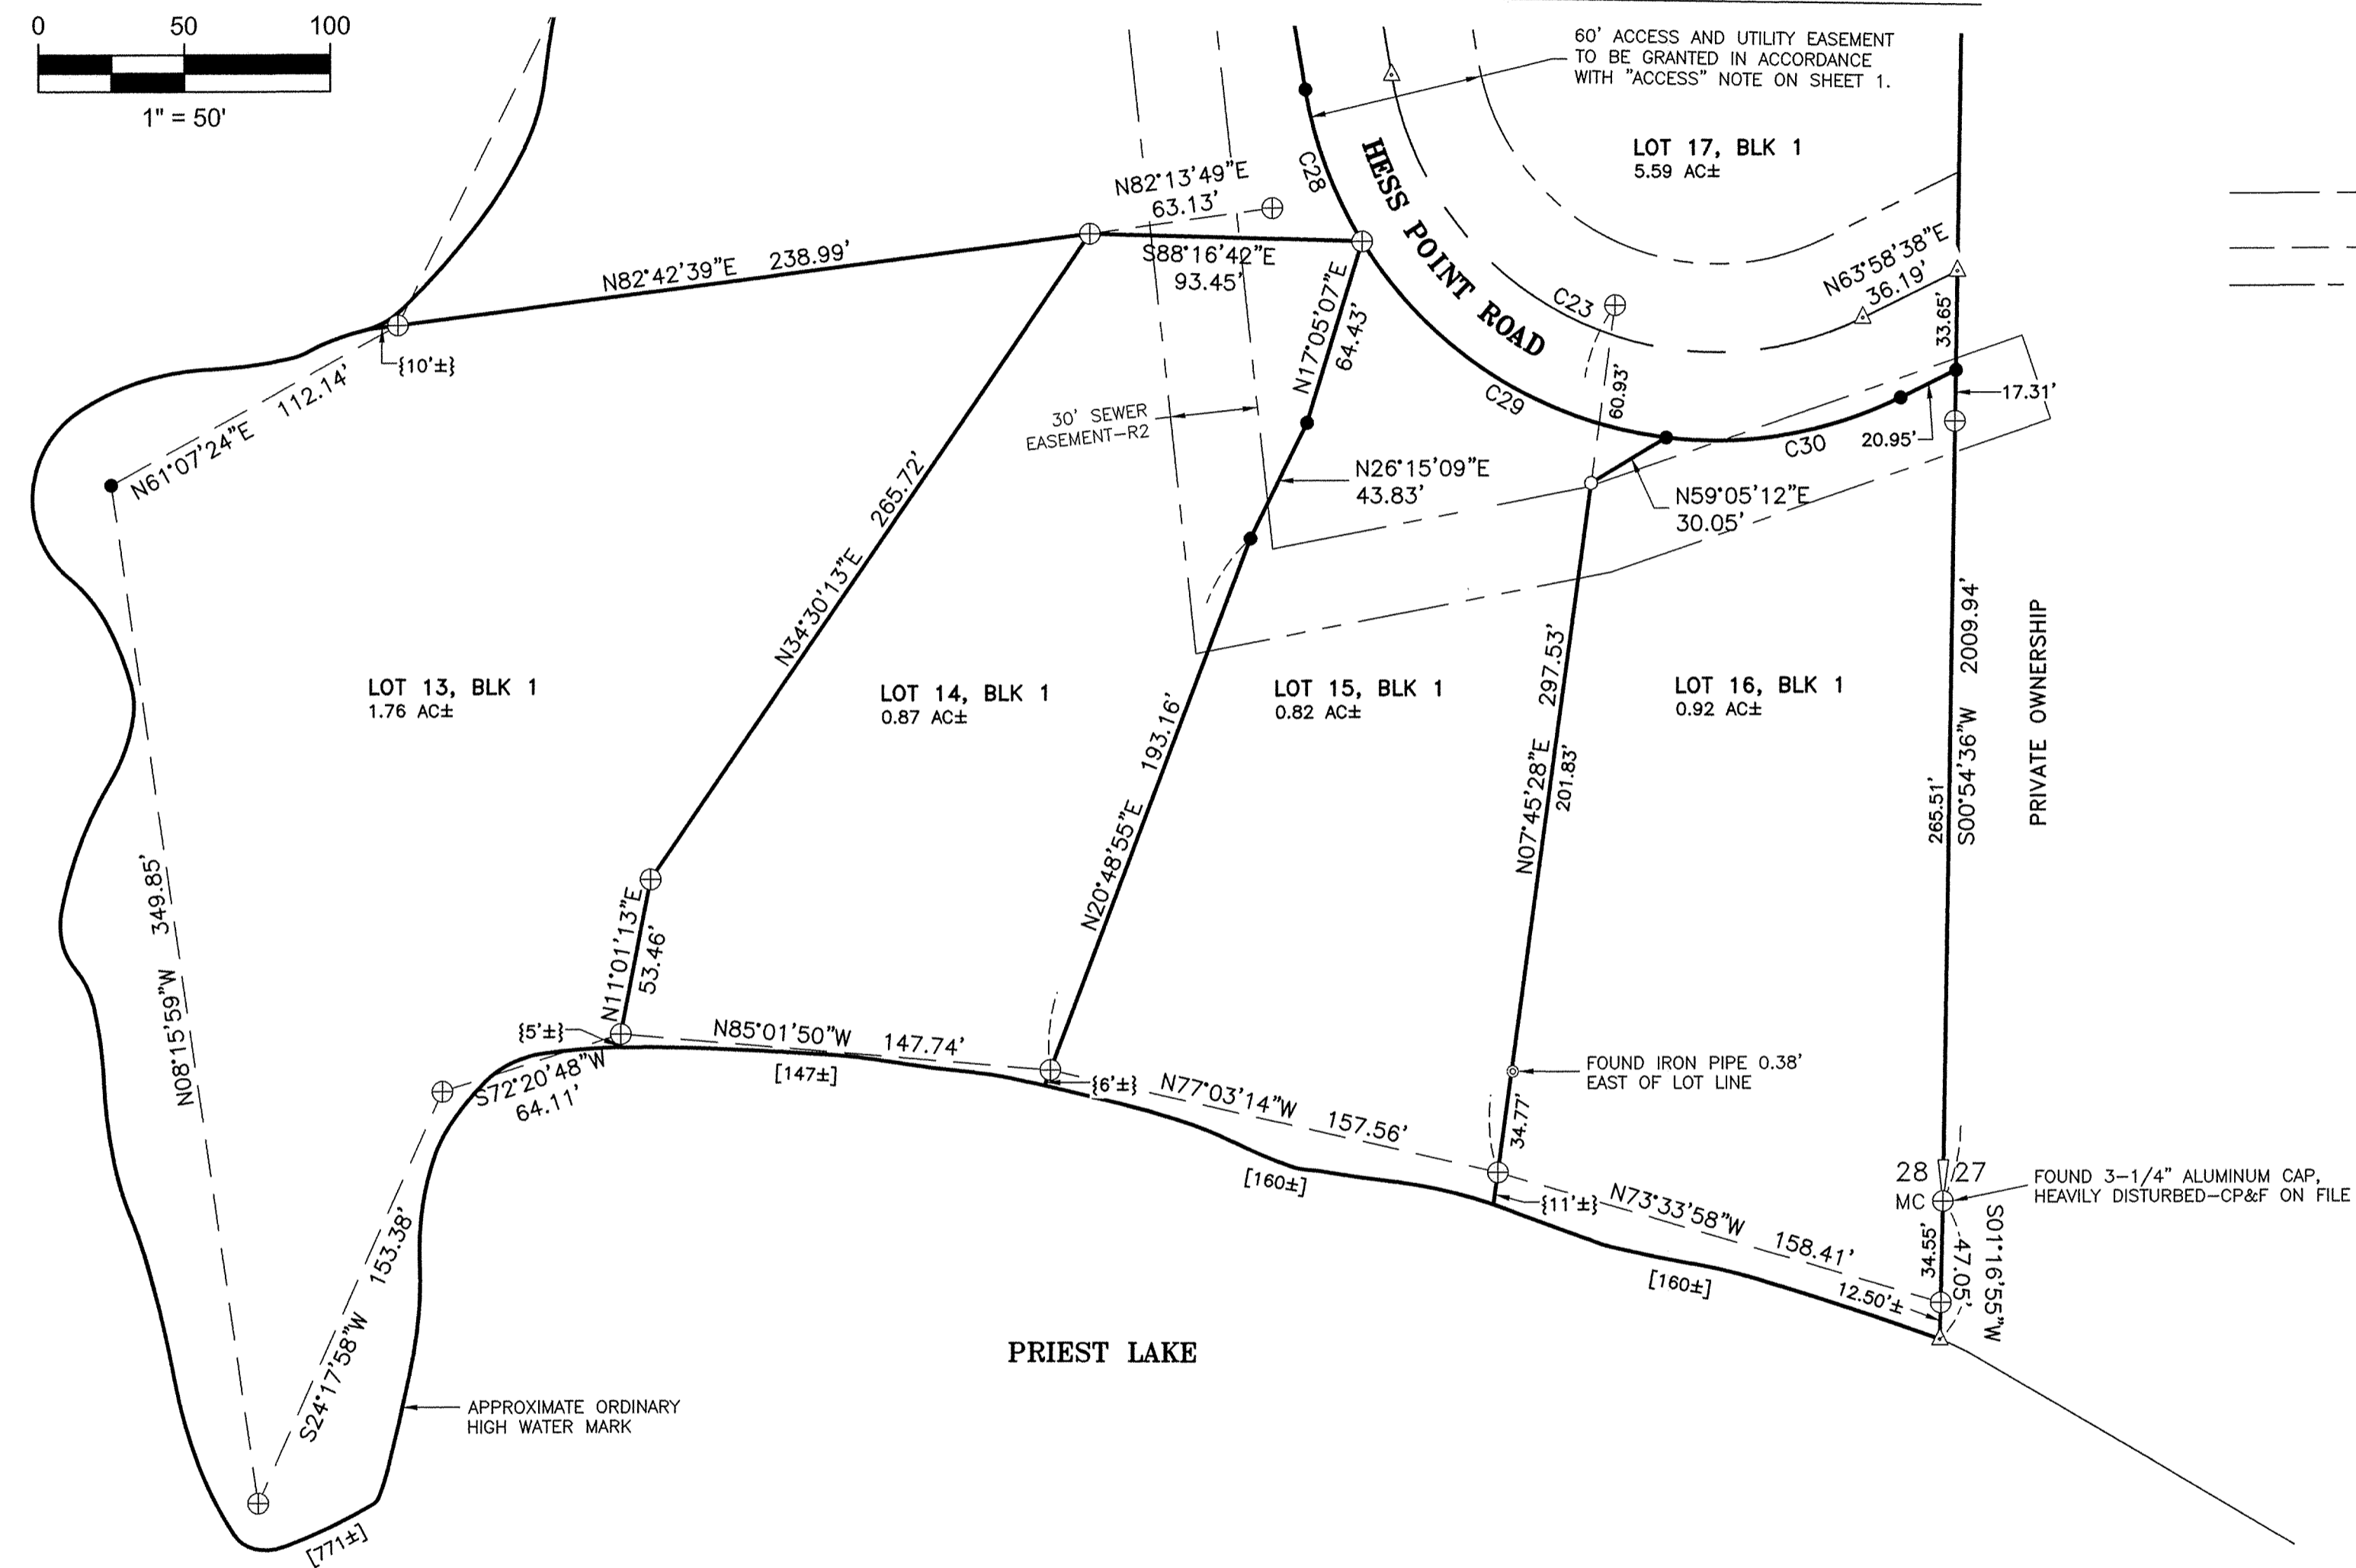 0 50 100
1" = 50'
60' ACCESS AND UTILITY EASEMENT
TO BE GRANTED IN ACCORDANCE
WITH "ACCESS" NOTE ON SHEET 1.
LOT 17, BLK 1
5.59 AC±
HESS POINT ROAD
C28
C23
C29
C30
N63°58'38"E
36.19'
33.65'
17.31'
20.95'
60.93'
N82°13'49"E
63.13'
S88°16'42"E
93.45'
N82°42'39"E 238.99'
{10'±}
N61°07'24"E 112.14'
N17°05'07"E
64.43'
30' SEWER
EASEMENT-R2
N26°15'09"E
43.83'
N59°05'12"E
30.05'
N34°30'13"E 265.72'
LOT 13, BLK 1
1.76 AC±
LOT 14, BLK 1
0.87 AC±
LOT 15, BLK 1
0.82 AC±
LOT 16, BLK 1
0.92 AC±
N20°48'55"E 193.16'
N07°45'28"E 297.53'
201.83'
265.51'
S00°54'36"W 2009.94'
PRIVATE OWNERSHIP
N08°15'59"W 349.85'
N11°01'13"E
53.46'
{5'±}
S72°20'48"W
64.11'
N85°01'50"W 147.74'
[147±]
{6'±}
N77°03'14"W 157.56'
[160±]
FOUND IRON PIPE 0.38'
EAST OF LOT LINE
34.77'
{11'±}
N73°33'58"W 158.41'
[160±]
12.50'±
28 27
MC
FOUND 3-1/4" ALUMINUM CAP,
HEAVILY DISTURBED-CP&F ON FILE
34.55'
47.05'
S01°16'55"W
S24°17'58"W 153.38'
PRIEST LAKE
APPROXIMATE ORDINARY
HIGH WATER MARK
[771±]